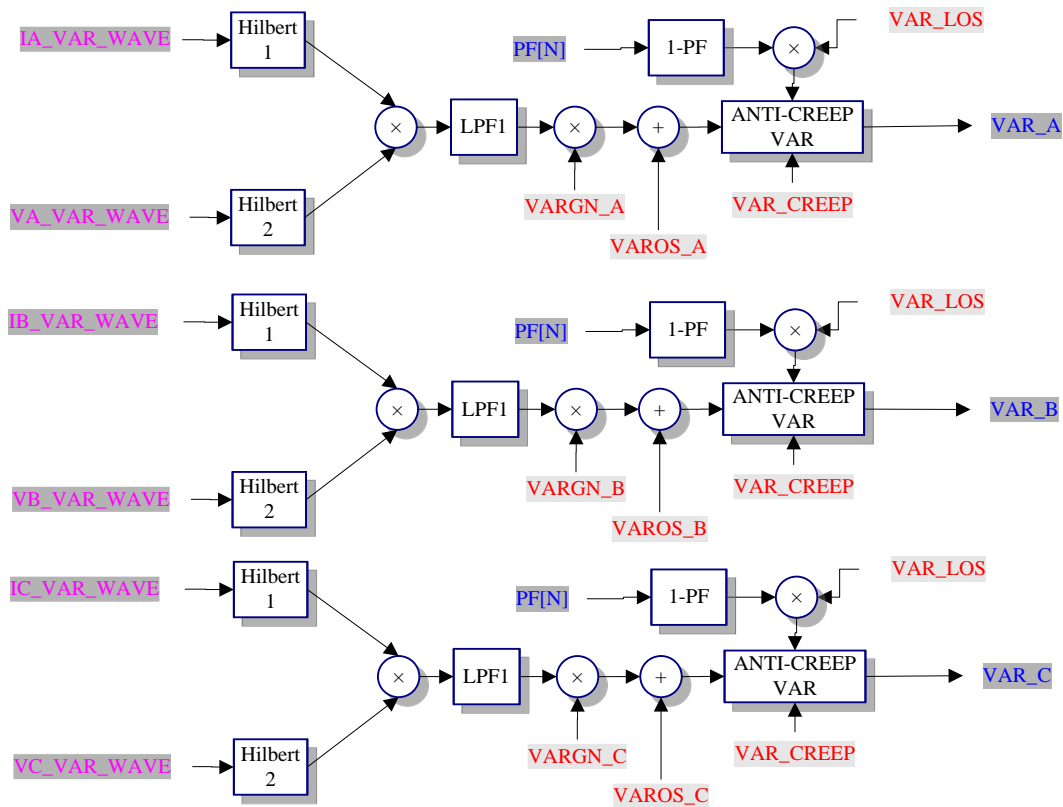 IA_VAR_WAVE
Hilbert
1
PF[N]
1-PF
×
VAR_LOS
×
LPF1
×
+
ANTI-CREEP
VAR
VAR_A
VA_VAR_WAVE
Hilbert
2
VARGN_A
VAROS_A
VAR_CREEP
IB_VAR_WAVE
Hilbert
1
PF[N]
1-PF
×
VAR_LOS
×
LPF1
×
+
ANTI-CREEP
VAR
VAR_B
VB_VAR_WAVE
Hilbert
2
VARGN_B
VAROS_B
VAR_CREEP
IC_VAR_WAVE
Hilbert
1
PF[N]
1-PF
×
VAR_LOS
×
LPF1
×
+
ANTI-CREEP
VAR
VAR_C
VC_VAR_WAVE
Hilbert
2
VARGN_C
VAROS_C
VAR_CREEP